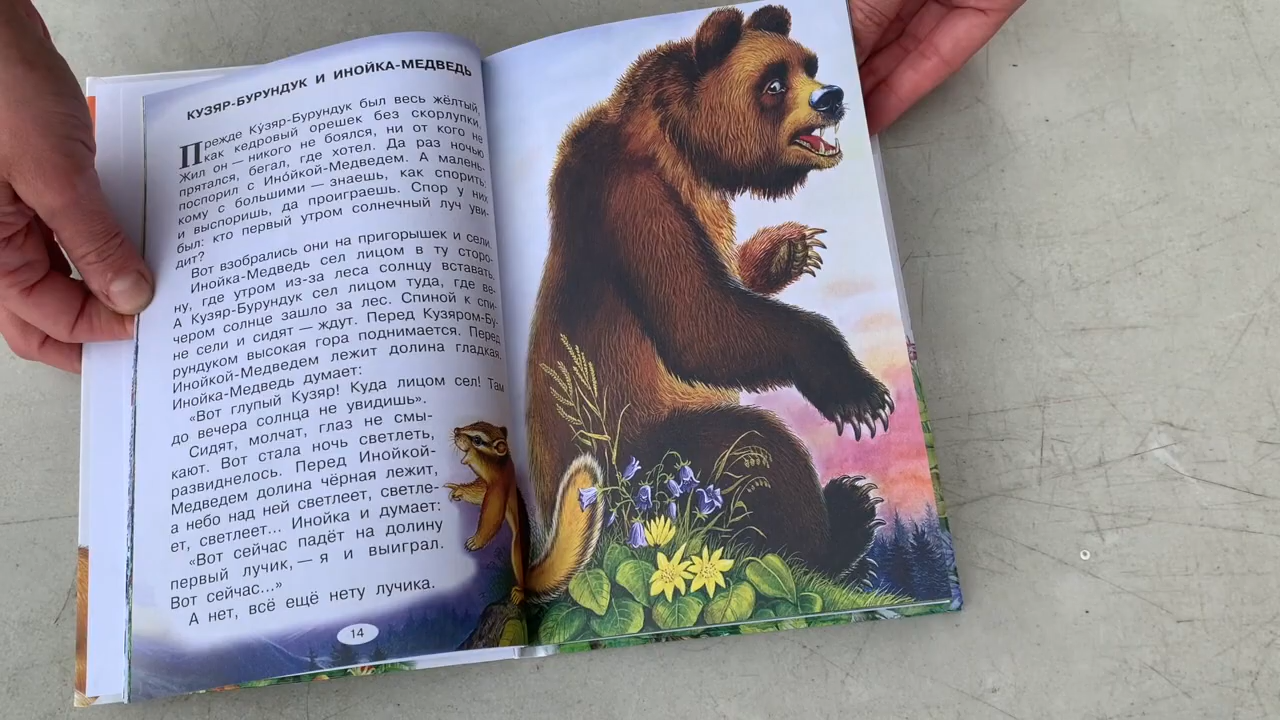 КУЗЯР-БУРУНДУК И ИНОЙКА-МЕДВЕДЬ
Прежде Ку́зяр-Бурундук был весь жёлтый,
как кедровый орешек без скорлупки.
Жил он — никого не боялся, ни от кого не
прятался, бегал, где хотел. Да раз ночью
поспорил с Ино́йкой-Медведем. А малень-
кому с большими — знаешь, как спорить:
и выспоришь, да проиграешь. Спор у них
был: кто первый утром солнечный луч уви-
дит?
Вот взобрались они на пригорышек и сели.
Инойка-Медведь сел лицом в ту сторо-
ну, где утром из-за леса солнцу вставать.
А Кузяр-Бурундук сел лицом туда, где ве-
чером солнце зашло за лес. Спиной к спи-
не сели и сидят — ждут. Перед Кузяром-Бу-
рундуком высокая гора поднимается. Перед
Инойкой-Медведем лежит долина гладкая.
Инойка-Медведь думает:
«Вот глупый Кузяр! Куда лицом сел! Там
до вечера солнца не увидишь».
Сидят, молчат, глаз не смы-
кают. Вот стала ночь светлеть,
развиднелось. Перед Инойкой-
Медведем долина чёрная лежит,
а небо над ней светлеет, светле-
ет, светлеет... Инойка и думает:
«Вот сейчас падёт на долину
первый лучик, — я и выиграл.
Вот сейчас...»
А нет, всё ещё нету лучика.
14